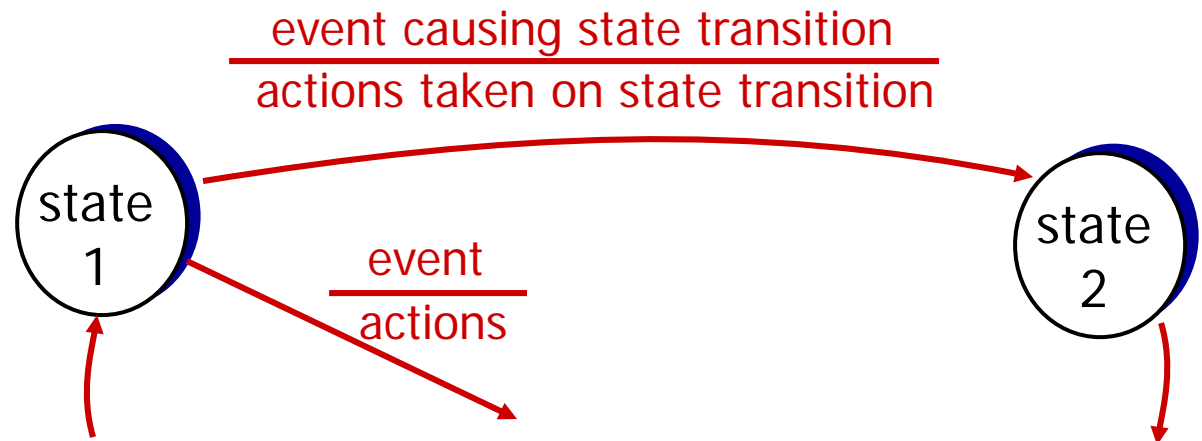 event causing state transition
actions taken on state transition
state
1
event
actions
state
2